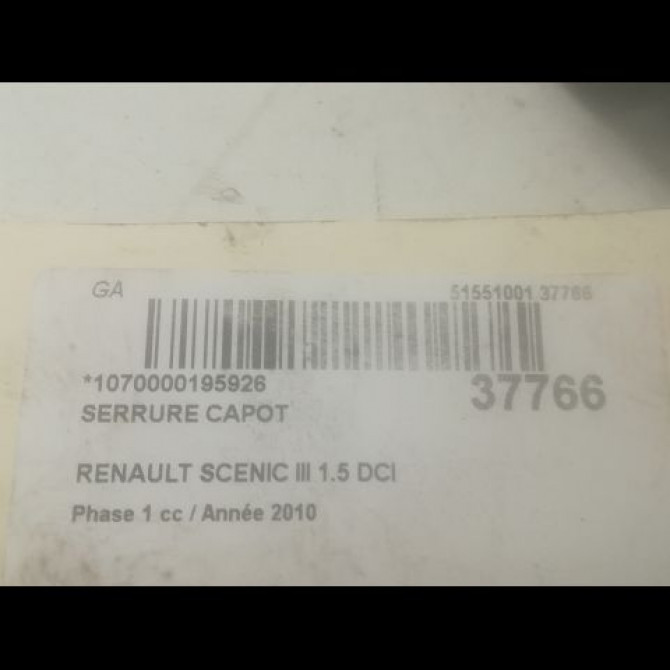 GA 51551001 37766
*1070000195926 37766
SERRURE CAPOT
RENAULT SCENIC III 1.5 DCI
Phase 1 cc / Année 2010